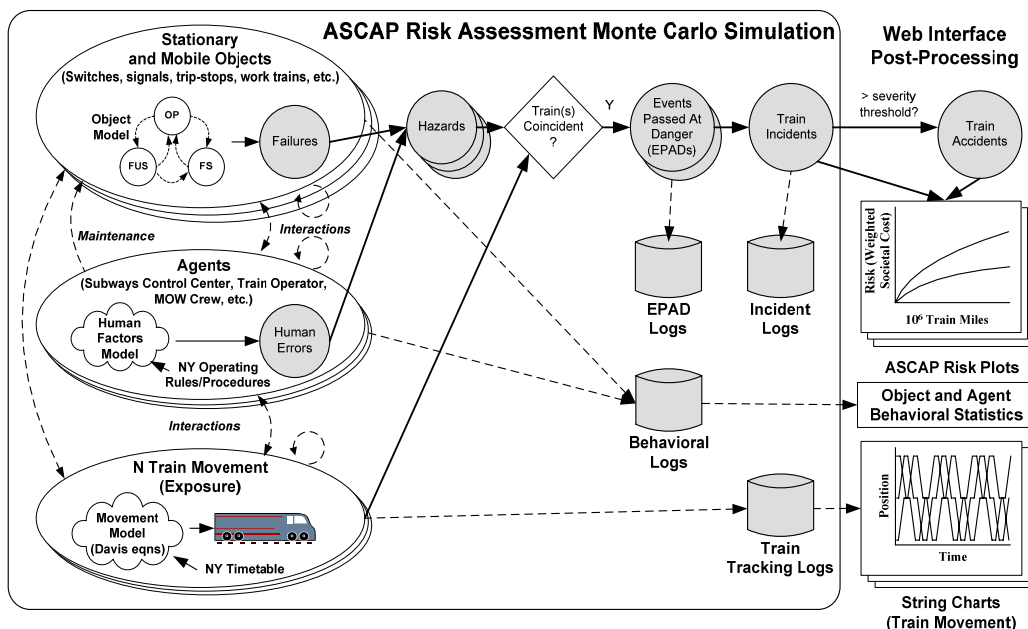 ASCAP Risk Assessment Monte Carlo Simulation
Web Interface
Post-Processing
Stationary
and Mobile Objects
(Switches, signals, trip-stops, work trains, etc.)
Object
Model
OP
FUS
FS
Failures
Hazards
Train(s)
Coincident
?
Y
Events
Passed At
Danger
(EPADs)
Train
Incidents
> severity
threshold?
Train
Accidents
Maintenance
Interactions
Agents
(Subways Control Center, Train Operator,
MOW Crew, etc.)
Human
Factors
Model
Human
Errors
NY Operating
Rules/Procedures
EPAD
Logs
Incident
Logs
Risk (Weighted
Societal Cost)
10⁶ Train Miles
ASCAP Risk Plots
Interactions
Behavioral
Logs
Object and Agent
Behavioral Statistics
N Train Movement
(Exposure)
Movement
Model
(Davis eqns)
NY Timetable
Train
Tracking Logs
Position
Time
String Charts
(Train Movement)